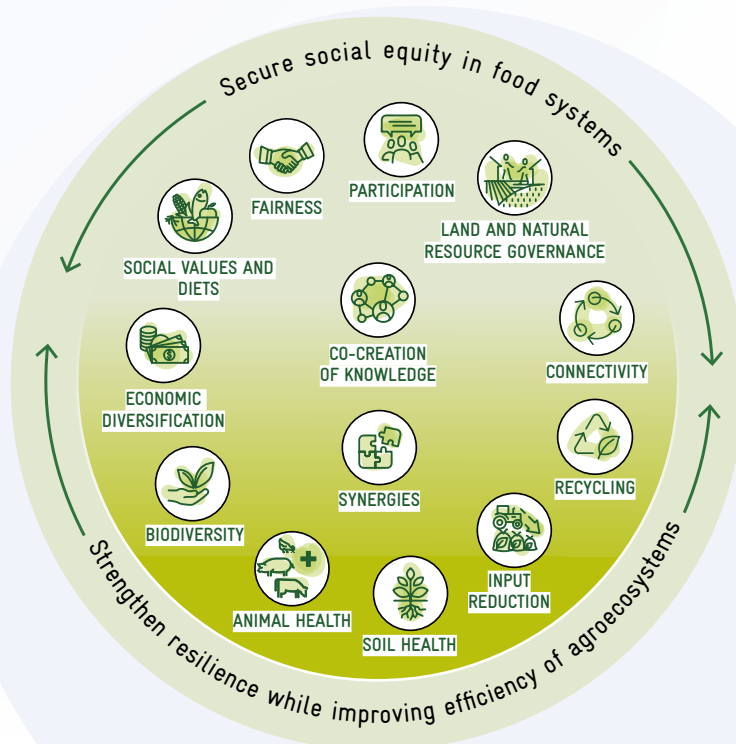 Secure social equity in food systems
PARTICIPATION
FAIRNESS
LAND AND NATURAL
RESOURCE GOVERNANCE
SOCIAL VALUES AND
DIETS
CO-CREATION
OF KNOWLEDGE
CONNECTIVITY
ECONOMIC
DIVERSIFICATION
SYNERGIES
RECYCLING
BIODIVERSITY
INPUT
REDUCTION
ANIMAL HEALTH
SOIL HEALTH
Strengthen resilience while improving efficiency of agroecosystems